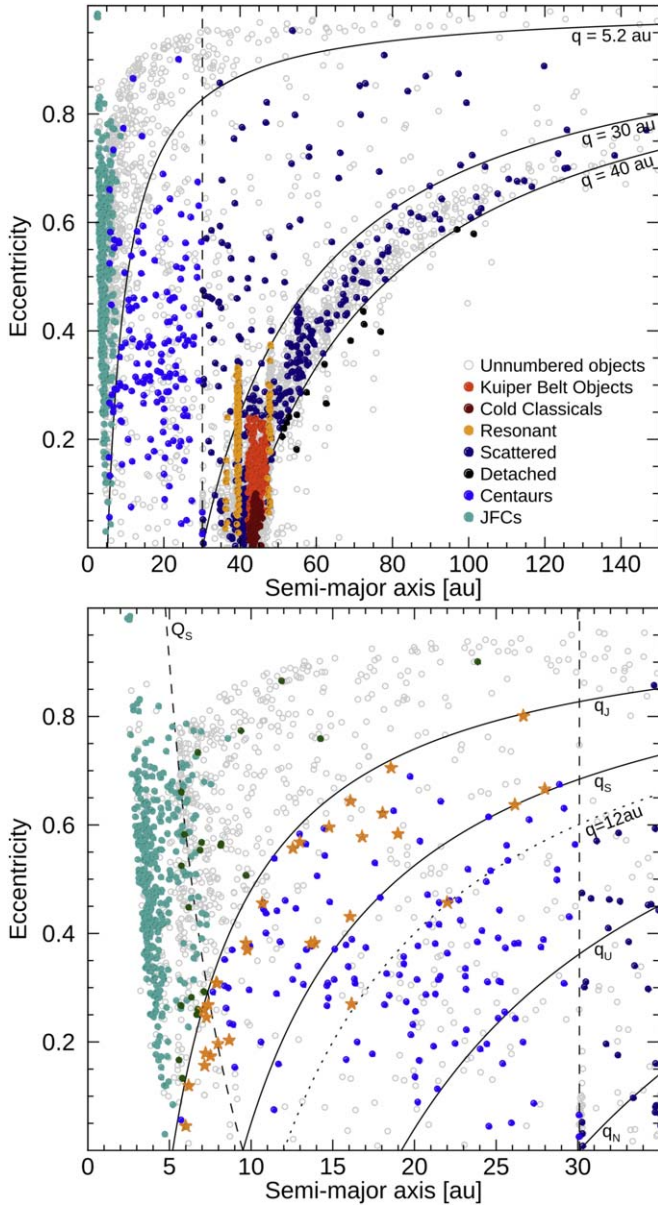 q = 5.2 au
q = 30 au
q = 40 au
0.8
0.6
0.4
0.2
Eccentricity
Unnumbered objects
Kuiper Belt Objects
Cold Classicals
Resonant
Scattered
Detached
Centaurs
JFCs
0 20 40 60 80 100 120 140
Semi-major axis [au]
Q_S
q_J
q_S
q=12au
q_U
q_N
0.8
0.6
0.4
0.2
Eccentricity
0 5 10 15 20 25 30
Semi-major axis [au]